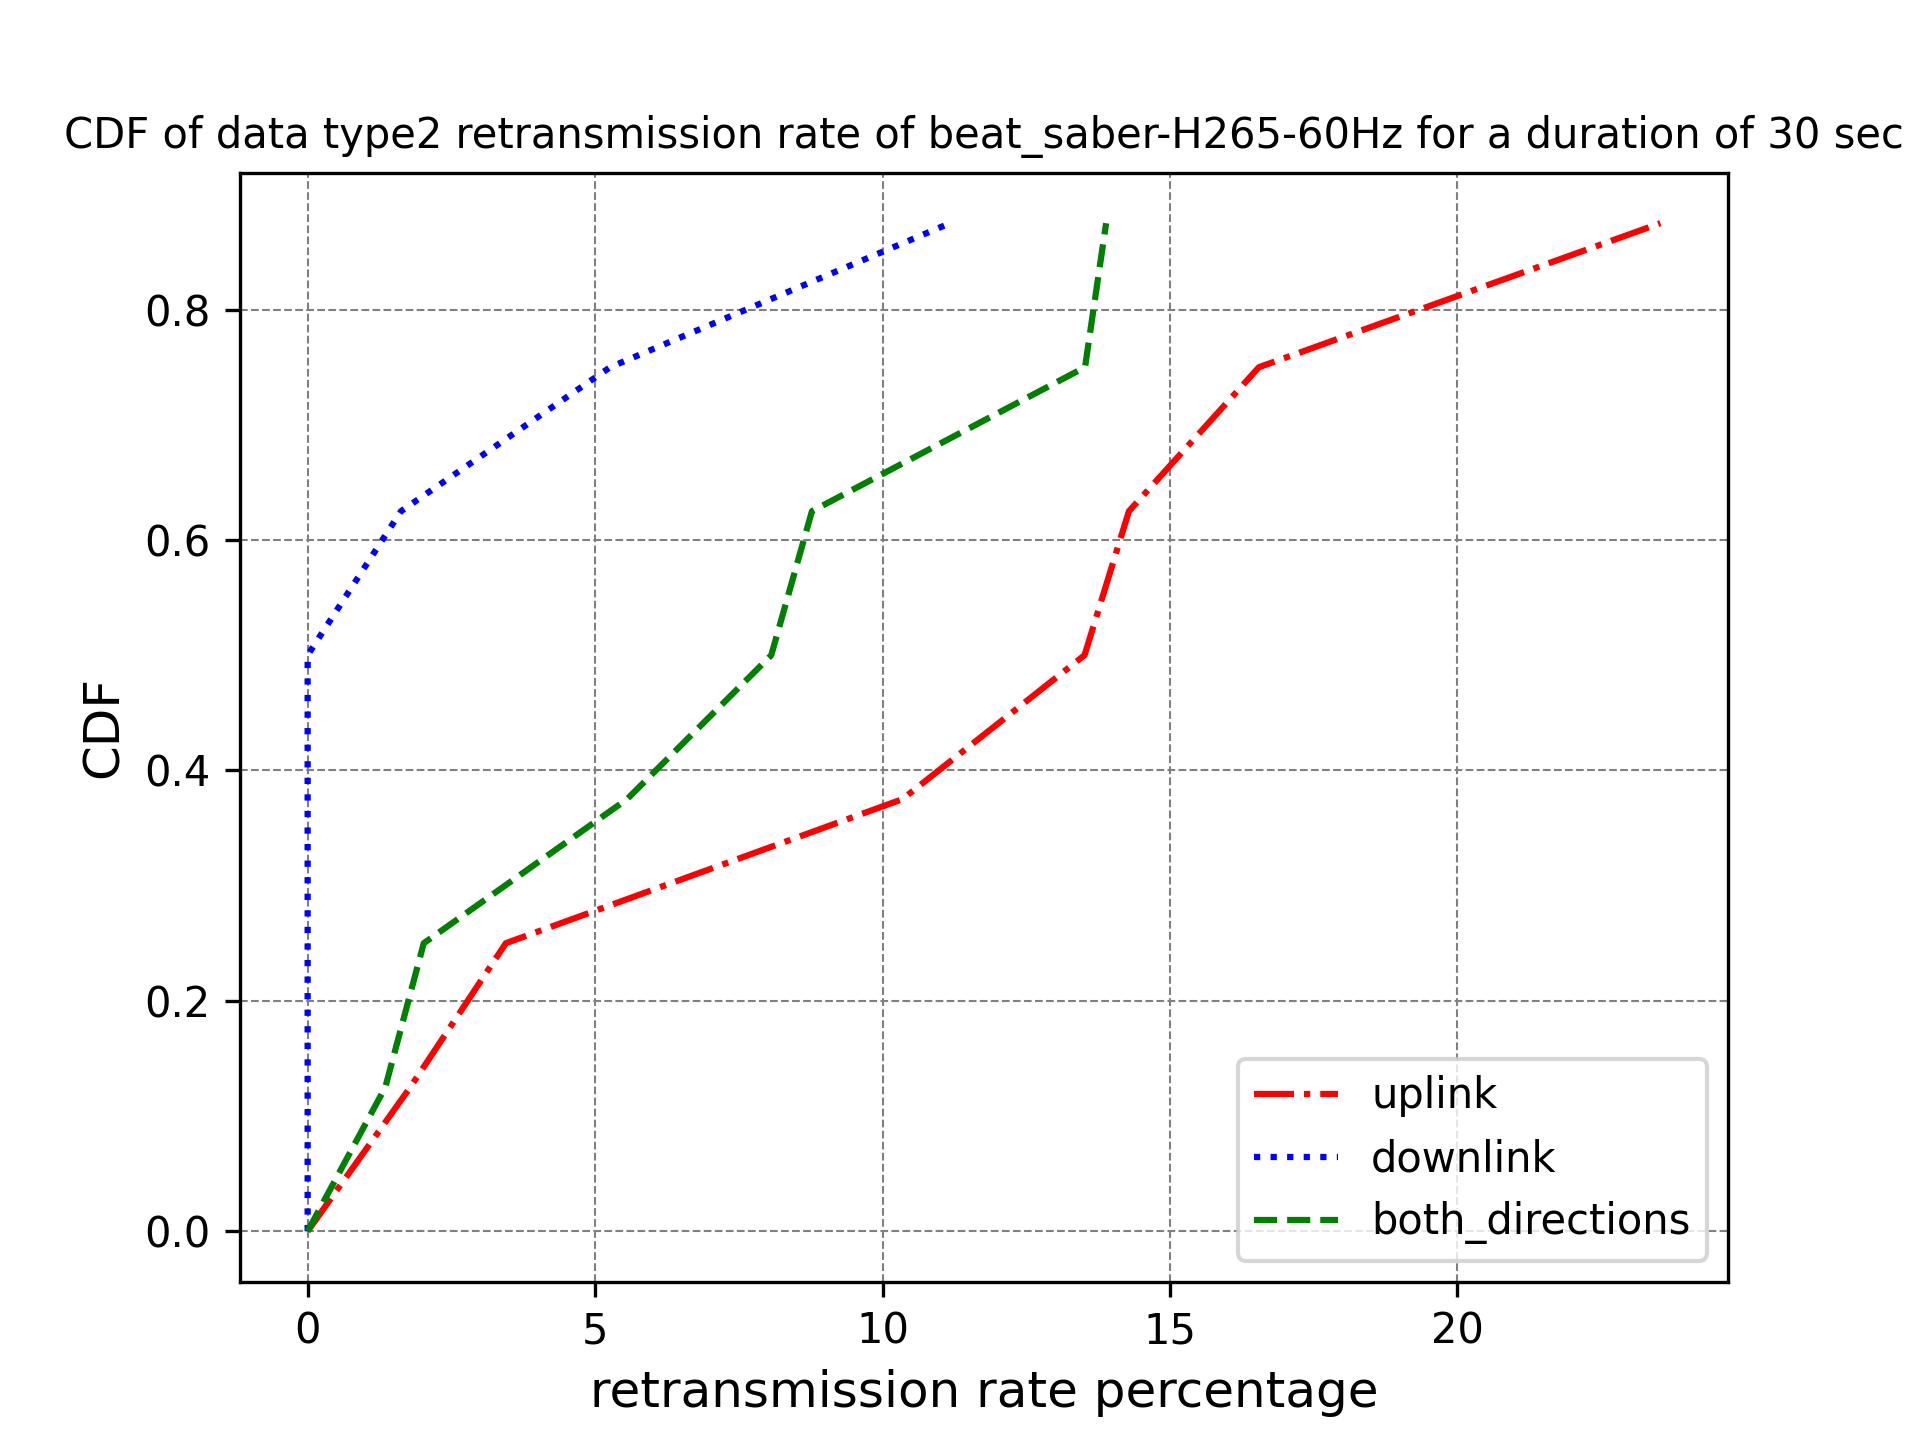 CDF of data type2 retransmission rate of beat_saber-H265-60Hz for a duration of 30 sec
CDF
0.8
0.6
0.4
0.2
0.0
0 5 10 15 20
retransmission rate percentage
uplink
downlink
both_directions